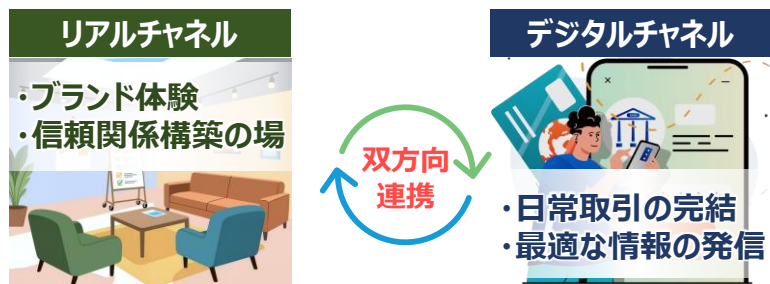 リアルチャネル
・ブランド体験
・信頼関係構築の場
双方向
連携
デジタルチャネル
・日常取引の完結
・最適な情報の発信